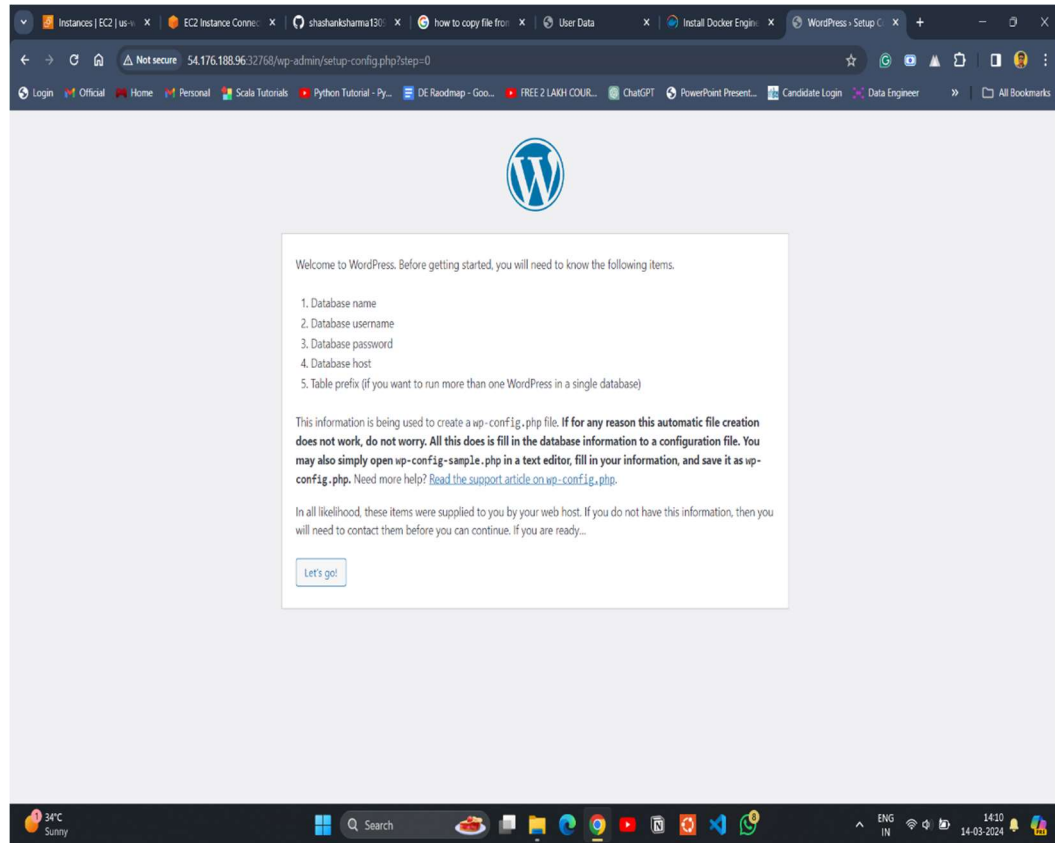 Instances | EC2 | us-w
EC2 Instance Connec
shashanksharma1305
how to copy file from
User Data
Install Docker Engine
WordPress › Setup C
Not secure 54.176.188.96:32768/wp-admin/setup-config.php?step=0
Login Official Home Personal Scala Tutorials Python Tutorial - Py... DE Raodmap - Goo... FREE 2 LAKH COUR... ChatGPT PowerPoint Present... Candidate Login Data Engineer » All Bookmarks
Welcome to WordPress. Before getting started, you will need to know the following items.
1. Database name
2. Database username
3. Database password
4. Database host
5. Table prefix (if you want to run more than one WordPress in a single database)
This information is being used to create a wp-config.php file. If for any reason this automatic file creation
does not work, do not worry. All this does is fill in the database information to a configuration file. You
may also simply open wp-config-sample.php in a text editor, fill in your information, and save it as wp-
config.php. Need more help? Read the support article on wp-config.php.
In all likelihood, these items were supplied to you by your web host. If you do not have this information, then you
will need to contact them before you can continue. If you are ready...
Let's go!
1 34°C
Sunny
Search
8
ENG
IN
14:10
14-03-2024